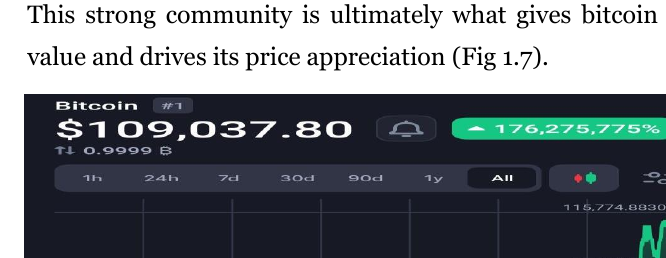 This strong community is ultimately what gives bitcoin
value and drives its price appreciation (Fig 1.7).
Bitcoin #1
$109,037.80
176,275,775%
↑↓ 0.9999 ₿
1h 24h 7d 30d 90d 1y All
115,774.8830